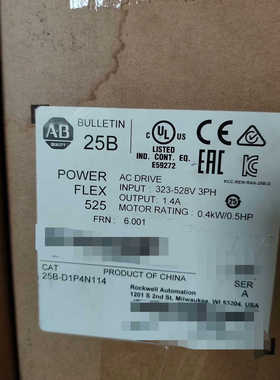 AB
QUALITY
BULLETIN
25B
C UL US
LISTED
IND. CONT. EQ.
E59272
CE
EAC
POWER
FLEX
525
AC DRIVE
INPUT : 323-528V 3PH
OUTPUT : 1.4A
MOTOR RATING : 0.4kW/0.5HP
FRN : 6.001
25
CAT
25B-D1P4N114
PRODUCT OF CHINA
Rockwell Automation
1201 S 2nd St, Milwaukee, WI 53204, USA
SER
A